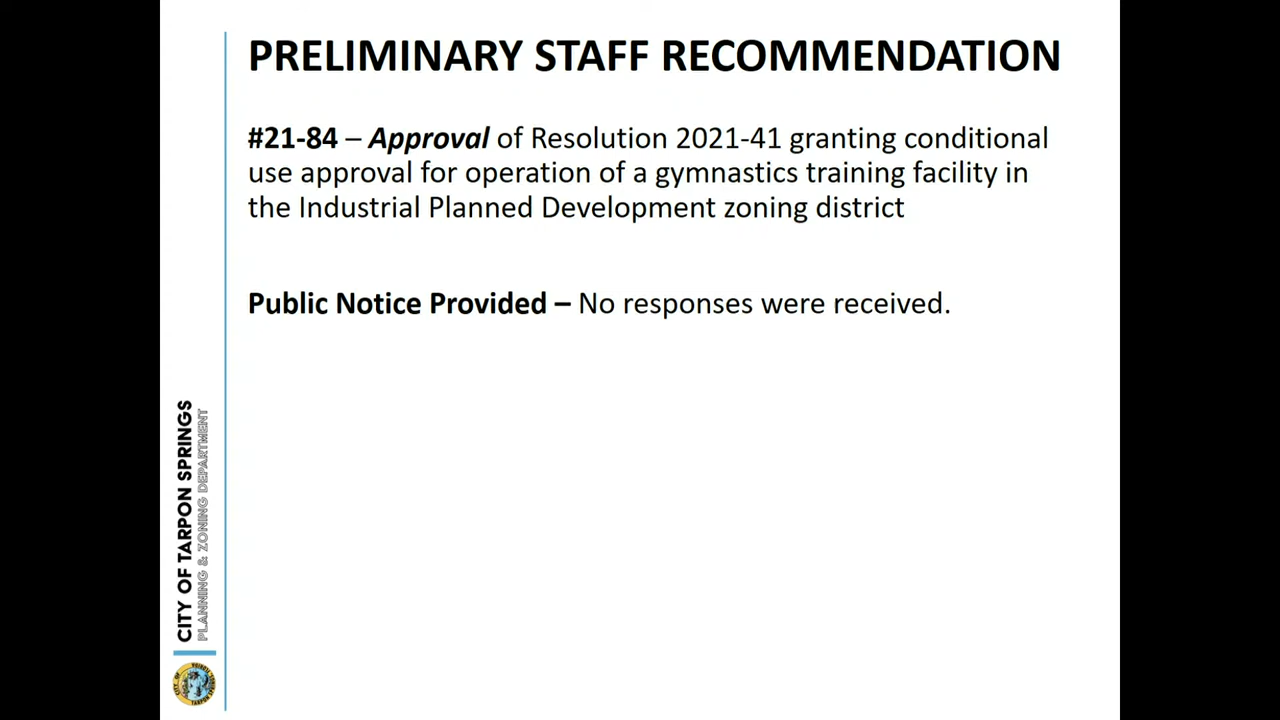 PRELIMINARY STAFF RECOMMENDATION
#21-84 – Approval of Resolution 2021-41 granting conditional
use approval for operation of a gymnastics training facility in
the Industrial Planned Development zoning district
Public Notice Provided – No responses were received.
CITY OF TARPON SPRINGS
PLANNING & ZONING DEPARTMENT